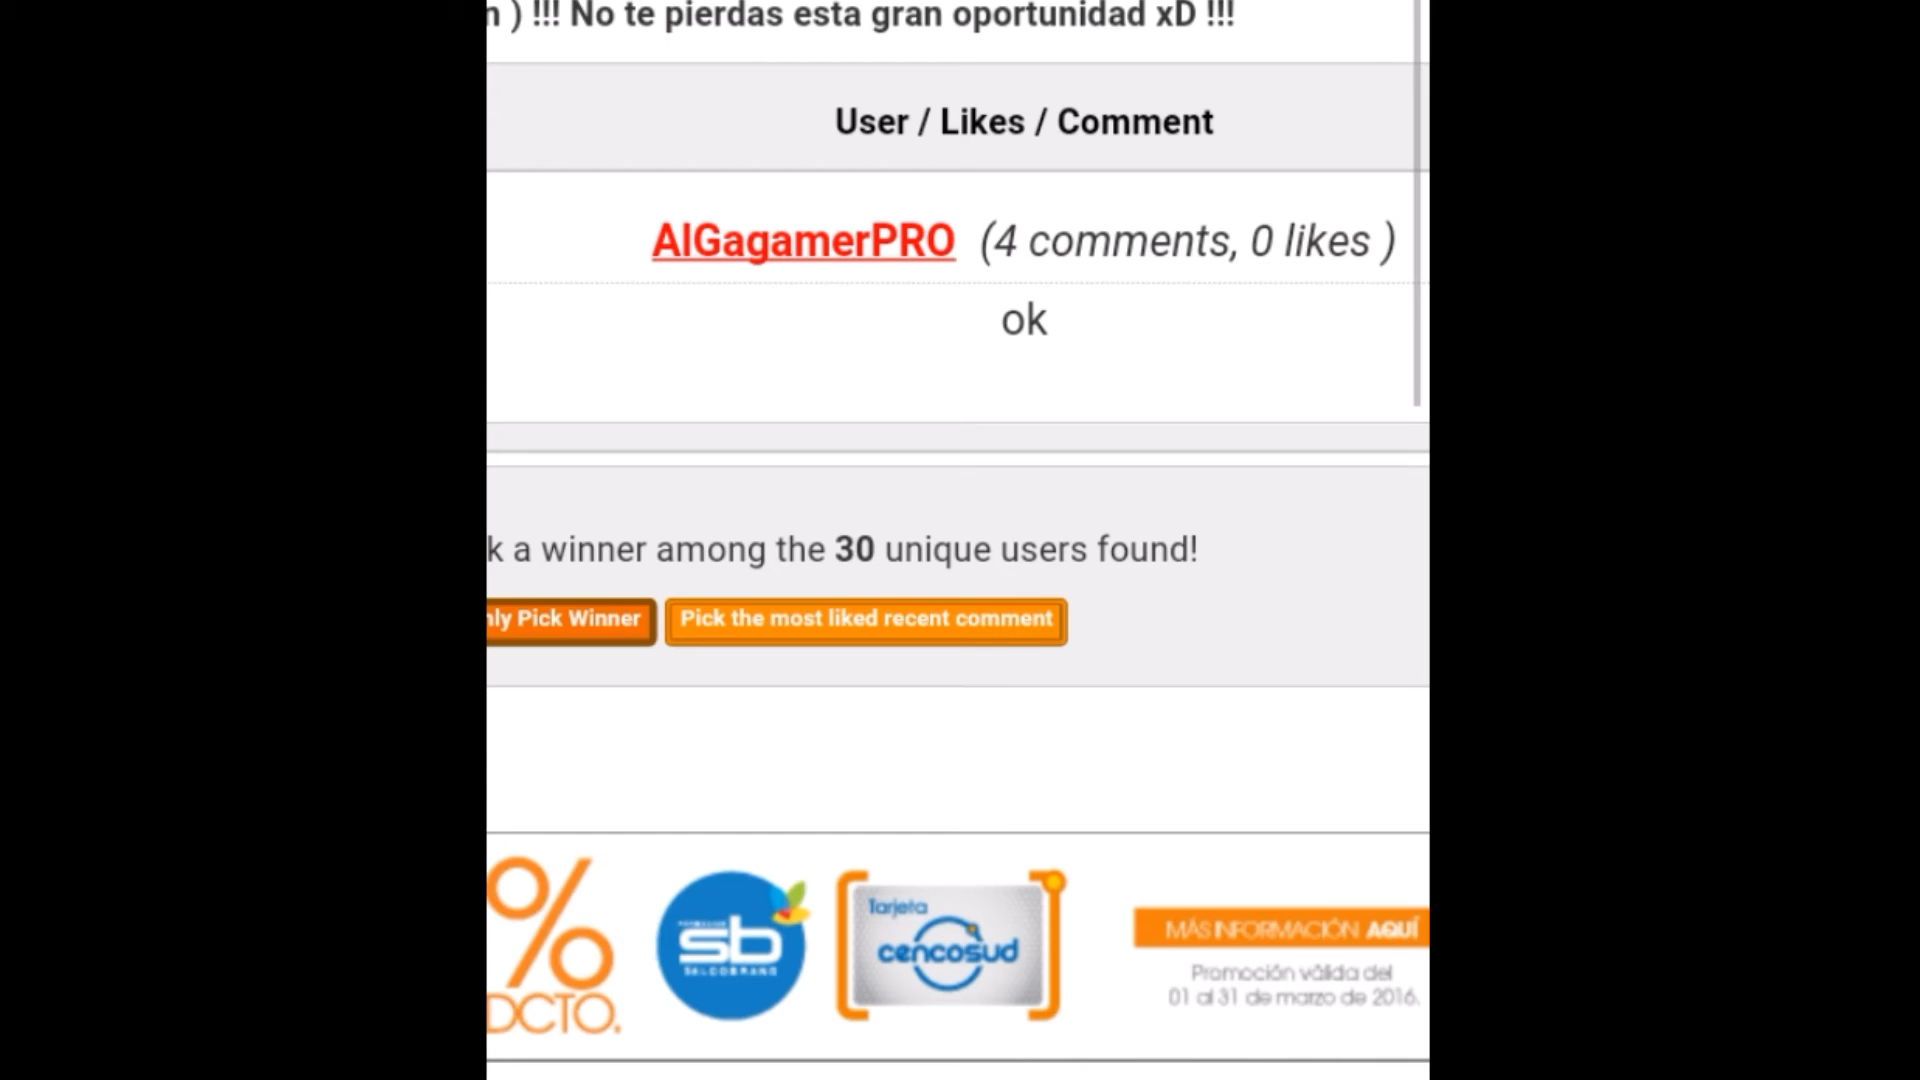 n ) !!! No te pierdas esta gran oportunidad xD !!!
User / Likes / Comment
AlGagamerPRO (4 comments, 0 likes )
ok
k a winner among the 30 unique users found!
nly Pick Winner
Pick the most liked recent comment
%
DCTO.
sb
SALCOBRAND
Tarjeta
cencosud
MÁS INFORMACIÓN AQUÍ
Promoción válida del
01 al 31 de marzo de 2016.